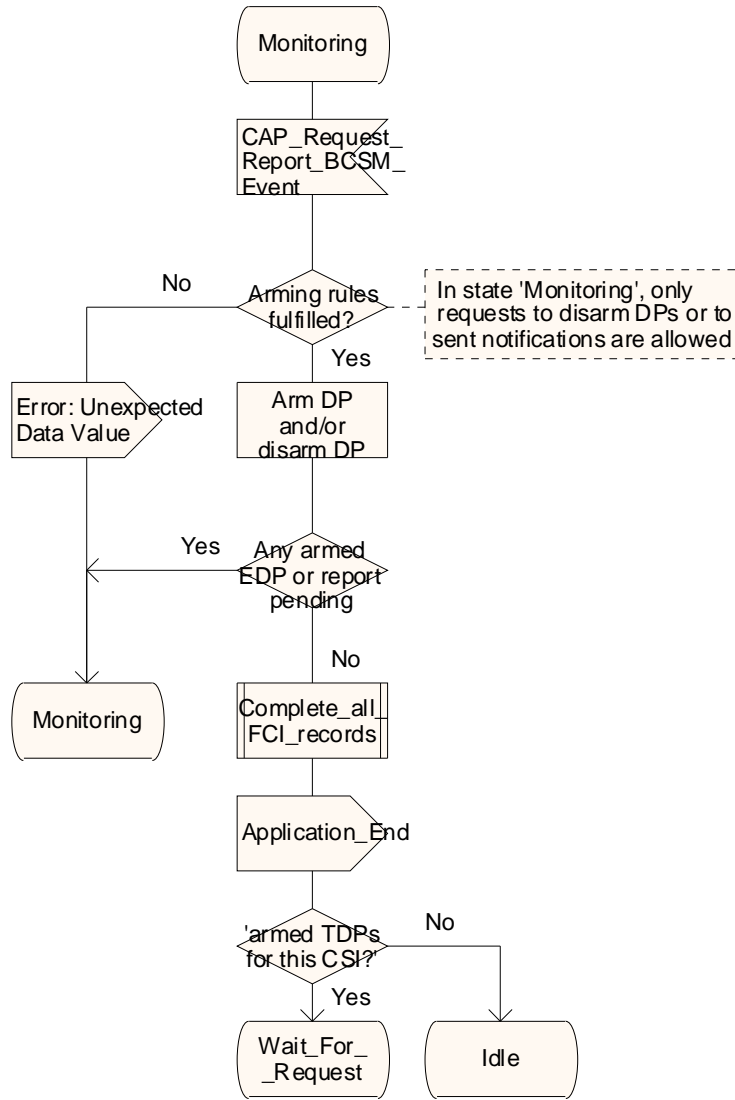 Monitoring
CAP_Request_
Report_BCSM_
Event
No
Arming rules
fulfilled?
In state 'Monitoring', only
requests to disarm DPs or to
sent notifications are allowed
Yes
Error: Unexpected
Data Value
Arm DP
and/or
disarm DP
Yes
Any armed
EDP or report
pending
No
Monitoring
Complete_all_
FCI_records
Application_End
'armed TDPs
for this CSI?'
No
Yes
Wait_For_
_Request
Idle